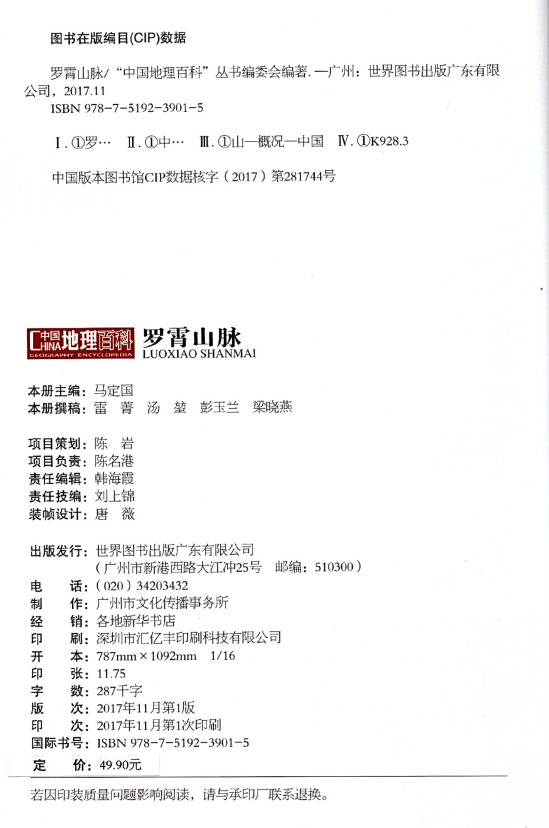 图书在版编目(CIP)数据
罗霄山脉/“中国地理百科”丛书编委会编著.—广州：世界图书出版广东有限
公司，2017.11
ISBN 978-7-5192-3901-5
Ⅰ.①罗… Ⅱ.①中… Ⅲ.①山—概况—中国 Ⅳ.①K928.3
中国版本图书馆CIP数据核字（2017）第281744号
中国 CHINA 地理百科
GEOGRAPHY ENCYCLOPEDIA
罗霄山脉
LUOXIAO SHANMAI
本册主编：马定国
本册撰稿：雷 菁 汤 堃 彭玉兰 梁晓燕
项目策划：陈 岩
项目负责：陈名港
责任编辑：韩海霞
责任技编：刘上锦
装帧设计：唐 薇
出版发行：世界图书出版广东有限公司
（广州市新港西路大江冲25号 邮编：510300）
电 话：（020）34203432
制 作：广州市文化传播事务所
经 销：各地新华书店
印 刷：深圳市汇亿丰印刷科技有限公司
开 本：787mm×1092mm 1/16
印 张：11.75
字 数：287千字
版 次：2017年11月第1版
印 次：2017年11月第1次印刷
国际书号：ISBN 978-7-5192-3901-5
定 价：49.90元
若因印装质量问题影响阅读，请与承印厂联系退换。